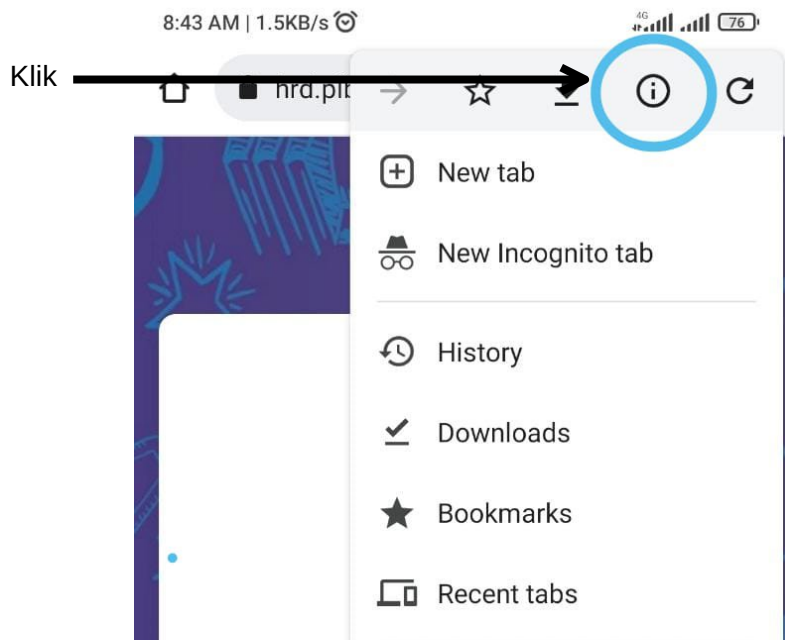 8:43 AM | 1.5KB/s
4G
76
Klik
New tab
New Incognito tab
History
Downloads
Bookmarks
Recent tabs